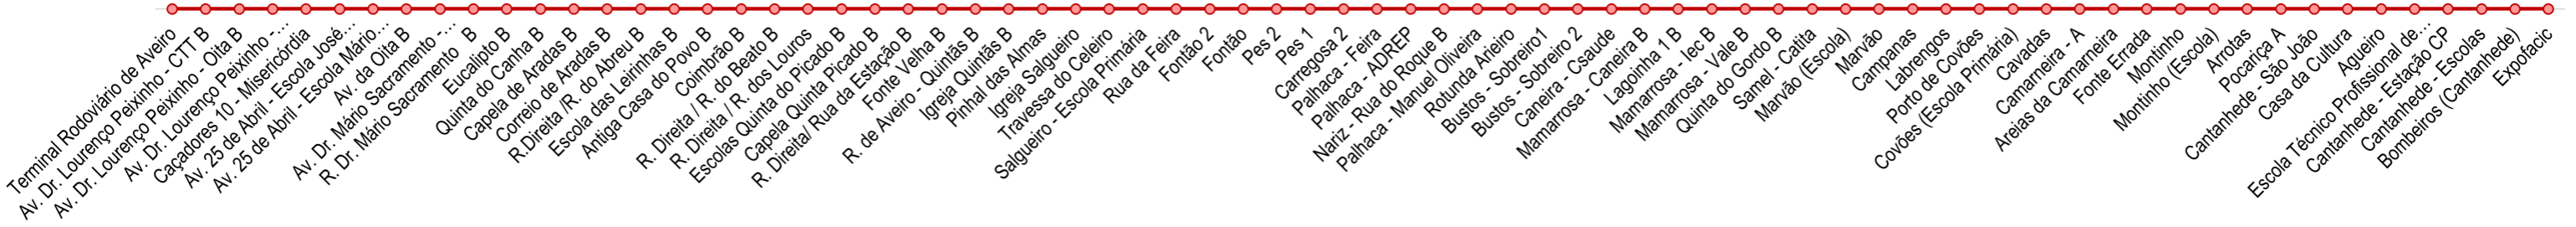 Terminal Rodoviário de Aveiro
Av. Dr. Lourenço Peixinho - CTT B
Av. Dr. Lourenço Peixinho - Oita B
Av. Dr. Lourenço Peixinho -…
Caçadores 10 - Misericórdia
Av. 25 de Abril - Escola José…
Av. 25 de Abril - Escola Mário…
Av. da Oita B
Av. Dr. Mário Sacramento -…
R. Dr. Mário Sacramento B
Eucalipto B
Quinta do Canha B
Capela de Aradas B
Correio de Aradas B
R.Direita /R. do Abreu B
Escola das Leirinhas B
Antiga Casa do Povo B
Coimbrão B
R. Direita / R. do Beato B
R. Direita / R. dos Louros
Escolas Quinta do Picado B
Capela Quinta Picado B
R. Direita/ Rua da Estação B
Fonte Velha B
R. de Aveiro - Quintãs B
Igreja Quintãs B
Pinhal das Almas
Igreja Salgueiro
Travessa do Celeiro
Salgueiro - Escola Primária
Rua da Feira
Fontão 2
Fontão
Pes 2
Pes 1
Carregosa 2
Palhaca - Feira
Palhaca - ADREP
Nariz - Rua do Roque B
Palhaca - Manuel Oliveira
Rotunda Arieiro
Bustos - Sobreiro1
Bustos - Sobreiro 2
Caneira - Csaude
Mamarrosa - Caneira B
Lagoinha 1 B
Mamarrosa - Iec B
Mamarrosa - Vale B
Quinta do Gordo B
Samel - Catita
Marvão (Escola)
Marvão
Campanas
Labrengos
Porto de Covões
Covões (Escola Primária)
Cavadas
Camarneira - A
Areias da Camarneira
Fonte Errada
Montinho
Montinho (Escola)
Arrotas
Pocariça A
Cantanhede - São João
Casa da Cultura
Agueiro
Escola Técnico Profissional de…
Cantanhede - Estação CP
Cantanhede - Escolas
Bombeiros (Cantanhede)
Expofacic